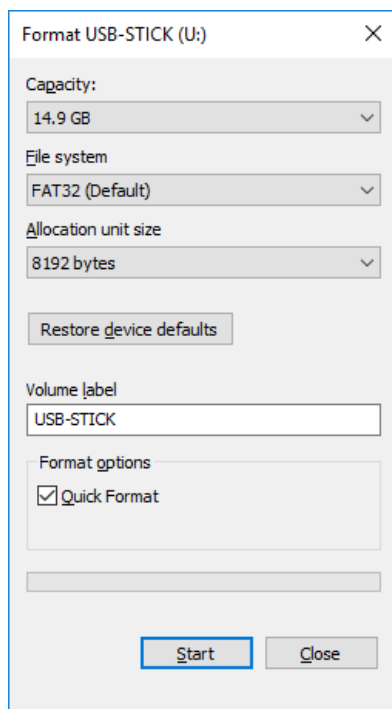 Format USB-STICK (U:)
Capacity:
14.9 GB
File system
FAT32 (Default)
Allocation unit size
8192 bytes
Restore device defaults
Volume label
USB-STICK
Format options
Quick Format
Start
Close